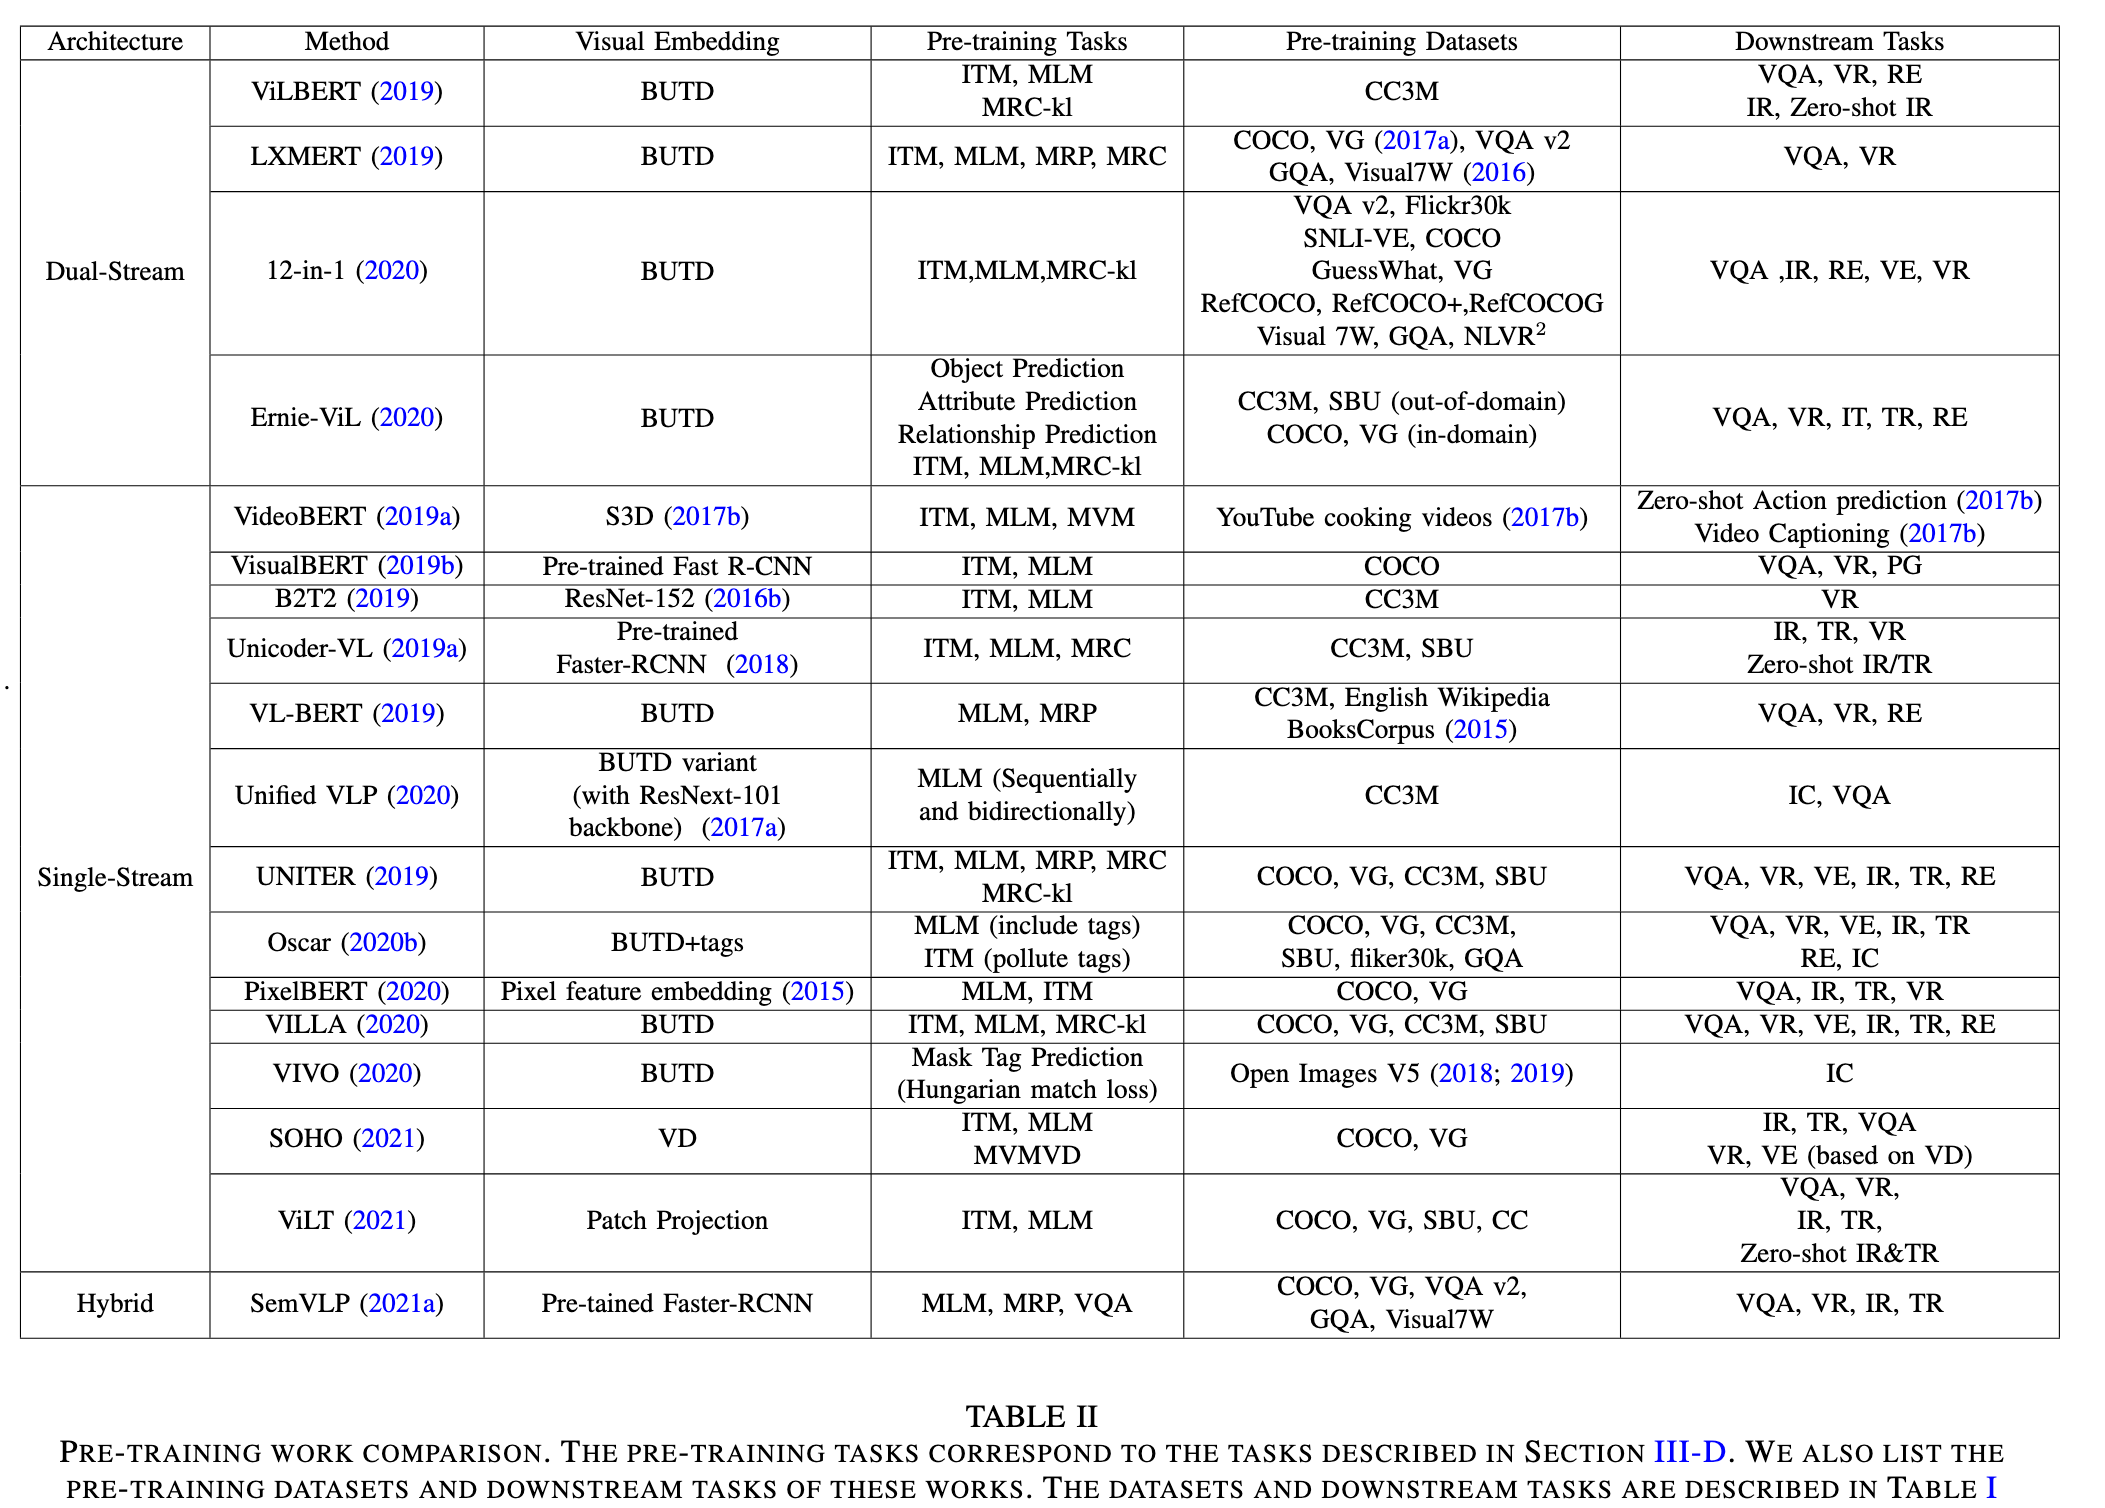 Architecture Method Visual Embedding Pre-training Tasks Pre-training Datasets Downstream Tasks
Dual-Stream
ViLBERT (2019) BUTD ITM, MLM
MRC-kl CC3M VQA, VR, RE
IR, Zero-shot IR
LXMERT (2019) BUTD ITM, MLM, MRP, MRC COCO, VG (2017a), VQA v2
GQA, Visual7W (2016) VQA, VR
12-in-1 (2020) BUTD ITM,MLM,MRC-kl VQA v2, Flickr30k
SNLI-VE, COCO
GuessWhat, VG
RefCOCO, RefCOCO+,RefCOCOG
Visual 7W, GQA, NLVR² VQA ,IR, RE, VE, VR
Ernie-ViL (2020) BUTD Object Prediction
Attribute Prediction
Relationship Prediction
ITM, MLM,MRC-kl CC3M, SBU (out-of-domain)
COCO, VG (in-domain) VQA, VR, IT, TR, RE
Single-Stream
VideoBERT (2019a) S3D (2017b) ITM, MLM, MVM YouTube cooking videos (2017b) Zero-shot Action prediction (2017b)
Video Captioning (2017b)
VisualBERT (2019b) Pre-trained Fast R-CNN ITM, MLM COCO VQA, VR, PG
B2T2 (2019) ResNet-152 (2016b) ITM, MLM CC3M VR
Unicoder-VL (2019a) Pre-trained
Faster-RCNN (2018) ITM, MLM, MRC CC3M, SBU IR, TR, VR
Zero-shot IR/TR
VL-BERT (2019) BUTD MLM, MRP CC3M, English Wikipedia
BooksCorpus (2015) VQA, VR, RE
Unified VLP (2020) BUTD variant
(with ResNext-101
backbone) (2017a) MLM (Sequentially
and bidirectionally) CC3M IC, VQA
UNITER (2019) BUTD ITM, MLM, MRP, MRC
MRC-kl COCO, VG, CC3M, SBU VQA, VR, VE, IR, TR, RE
Oscar (2020b) BUTD+tags MLM (include tags)
ITM (pollute tags) COCO, VG, CC3M,
SBU, fliker30k, GQA VQA, VR, VE, IR, TR
RE, IC
PixelBERT (2020) Pixel feature embedding (2015) MLM, ITM COCO, VG VQA, IR, TR, VR
VILLA (2020) BUTD ITM, MLM, MRC-kl COCO, VG, CC3M, SBU VQA, VR, VE, IR, TR, RE
VIVO (2020) BUTD Mask Tag Prediction
(Hungarian match loss) Open Images V5 (2018; 2019) IC
SOHO (2021) VD ITM, MLM
MVMVD COCO, VG IR, TR, VQA
VR, VE (based on VD)
ViLT (2021) Patch Projection ITM, MLM COCO, VG, SBU, CC VQA, VR,
IR, TR,
Zero-shot IR&TR
Hybrid
SemVLP (2021a) Pre-tained Faster-RCNN MLM, MRP, VQA COCO, VG, VQA v2,
GQA, Visual7W VQA, VR, IR, TR
TABLE II
PRE-TRAINING WORK COMPARISON. THE PRE-TRAINING TASKS CORRESPOND TO THE TASKS DESCRIBED IN SECTION III-D. WE ALSO LIST THE
PRE-TRAINING DATASETS AND DOWNSTREAM TASKS OF THESE WORKS. THE DATASETS AND DOWNSTREAM TASKS ARE DESCRIBED IN TABLE I